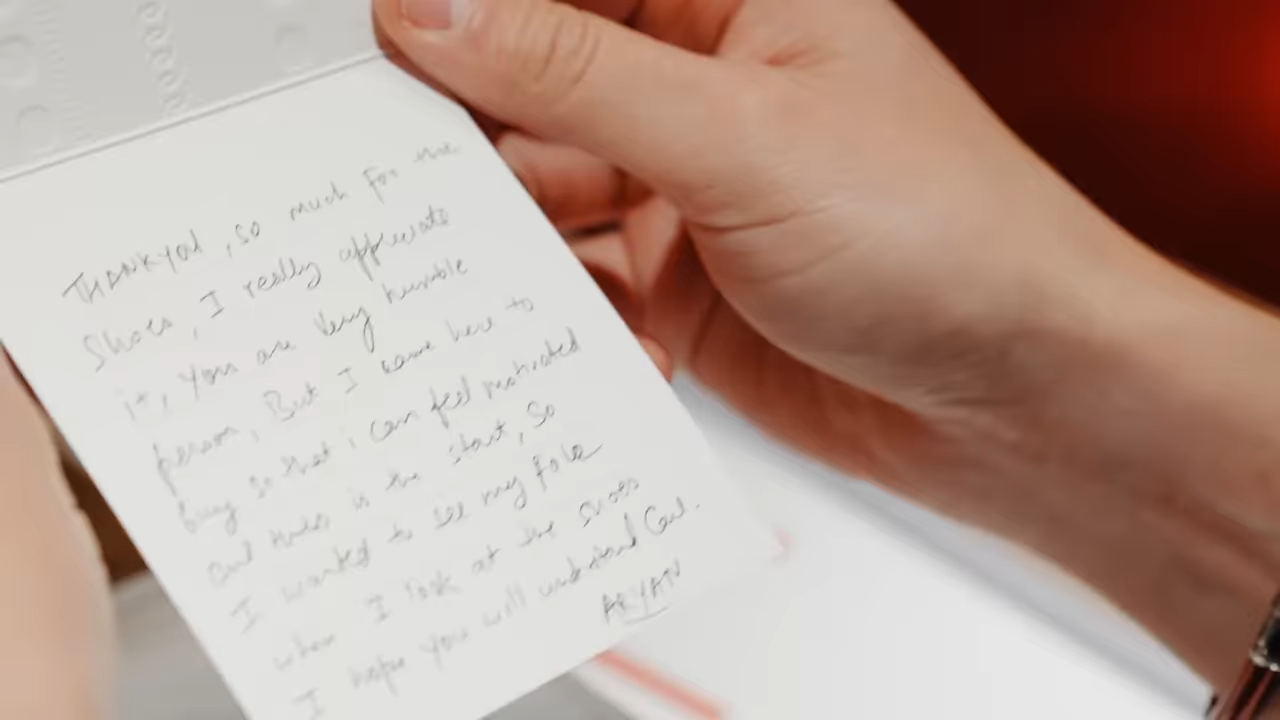 THANKYOU, so much for the
Shoes, I really appreciate
it, You are Very humble
person, But I came here to
buy so that i can feel motivated
and this is the start, so
I wanted to see my
when I look at the shoes
I hope you will understand Carl.
ARYAN